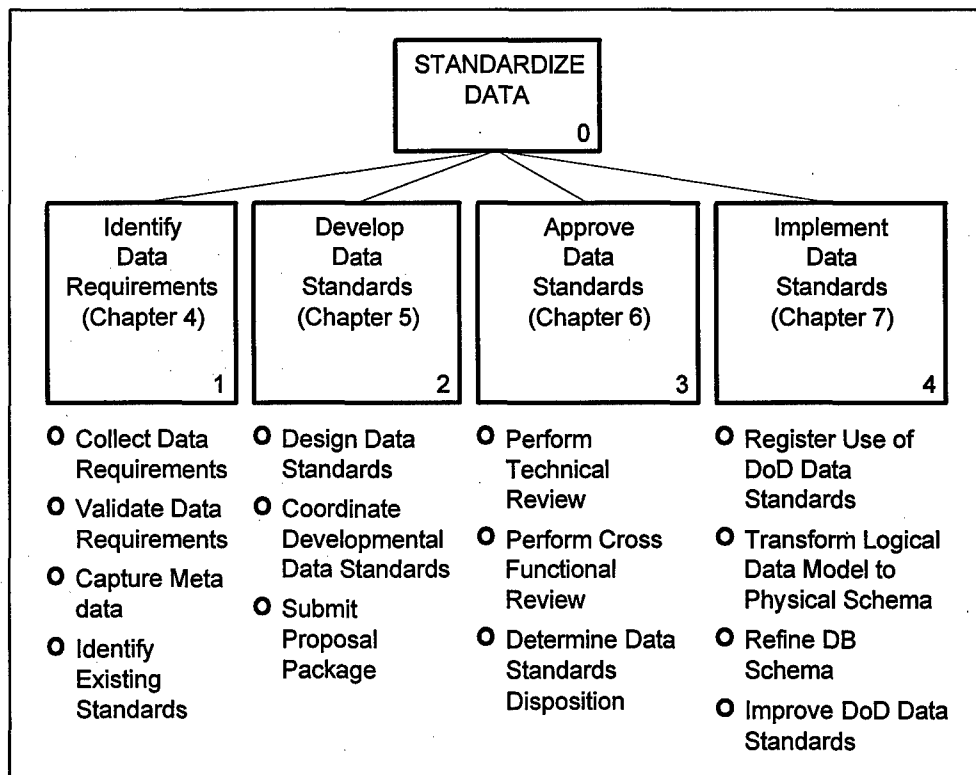 STANDARDIZE
DATA
0
Identify
Data
Requirements
(Chapter 4)
1
Develop
Data
Standards
(Chapter 5)
2
Approve
Data
Standards
(Chapter 6)
3
Implement
Data
Standards
(Chapter 7)
4
Collect Data
Requirements
Validate Data
Requirements
Capture Meta
data
Identify
Existing
Standards
Design Data
Standards
Coordinate
Developmental
Data Standards
Submit
Proposal
Package
Perform
Technical
Review
Perform Cross
Functional
Review
Determine Data
Standards
Disposition
Register Use of
DoD Data
Standards
Transform Logical
Data Model to
Physical Schema
Refine DB
Schema
Improve DoD Data
Standards